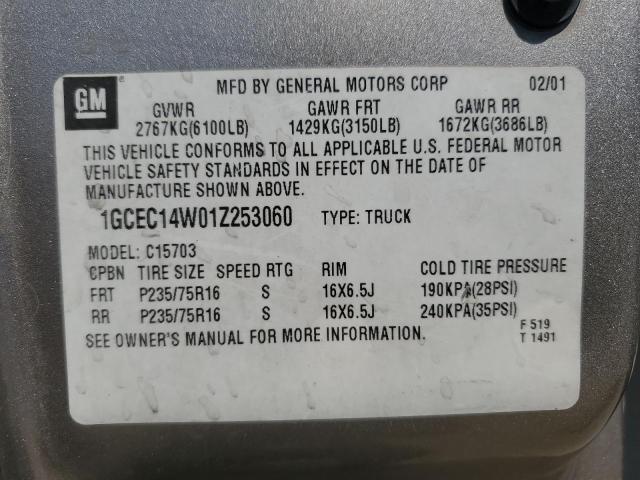 GM MFD BY GENERAL MOTORS CORP 02/01
GVWR GAWR FRT GAWR RR
2767KG(6100LB) 1429KG(3150LB) 1672KG(3686LB)
THIS VEHICLE CONFORMS TO ALL APPLICABLE U.S. FEDERAL MOTOR
VEHICLE SAFETY STANDARDS IN EFFECT ON THE DATE OF
MANUFACTURE SHOWN ABOVE.
1GCEC14W01Z253060 TYPE: TRUCK
MODEL: C15703
CPBN TIRE SIZE SPEED RTG RIM COLD TIRE PRESSURE
FRT P235/75R16 S 16X6.5J 190KPA(28PSI)
RR P235/75R16 S 16X6.5J 240KPA(35PSI)
SEE OWNER'S MANUAL FOR MORE INFORMATION.
F 519
T 1491